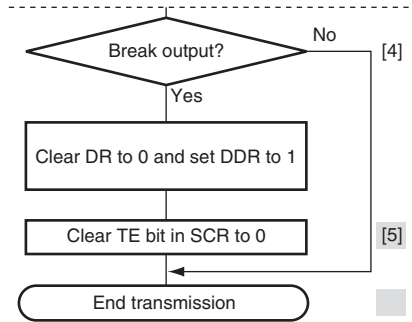 Break output?
No
[4]
Yes
Clear DR to 0 and set DDR to 1
Clear TE bit in SCR to 0
[5]
End transmission